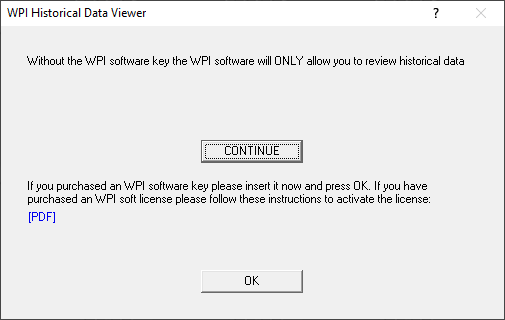 WPI Historical Data Viewer
?
Without the WPI software key the WPI software will ONLY allow you to review historical data
CONTINUE
If you purchased an WPI software key please insert it now and press OK. If you have
purchased an WPI soft license please follow these instructions to activate the license:
[PDF]
OK